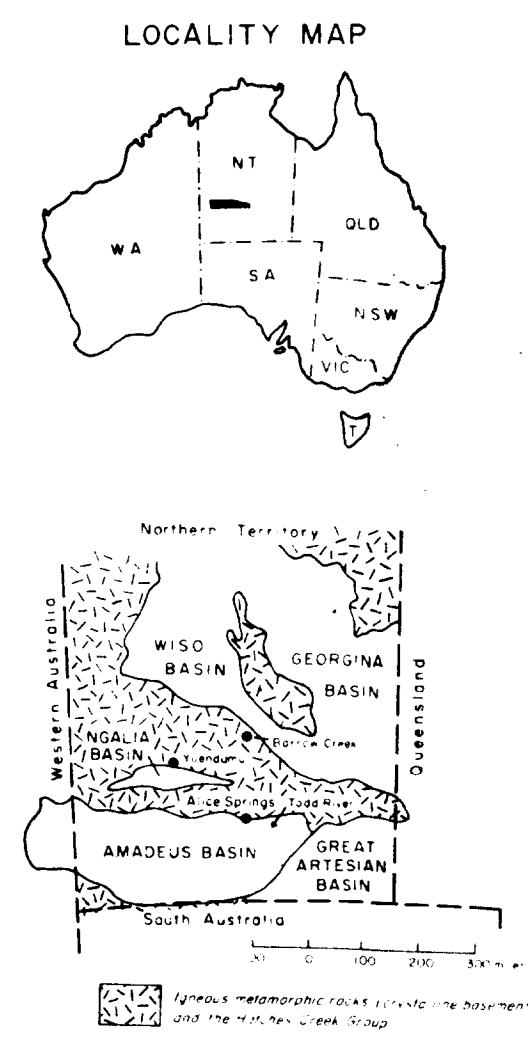 LOCALITY MAP
NT
WA
QLD
SA
NSW
VIC
T
Northern Territory
Western Australia
WISO
BASIN
GEORGINA
BASIN
Queensland
NGALIA
BASIN
Barrow Creek
Yuendumu
Alice Springs
Todd River
AMADEUS BASIN
GREAT
ARTESIAN
BASIN
South Australia
0 100 200 300
Igneous metamorphic rocks
and the Hatches Creek Group